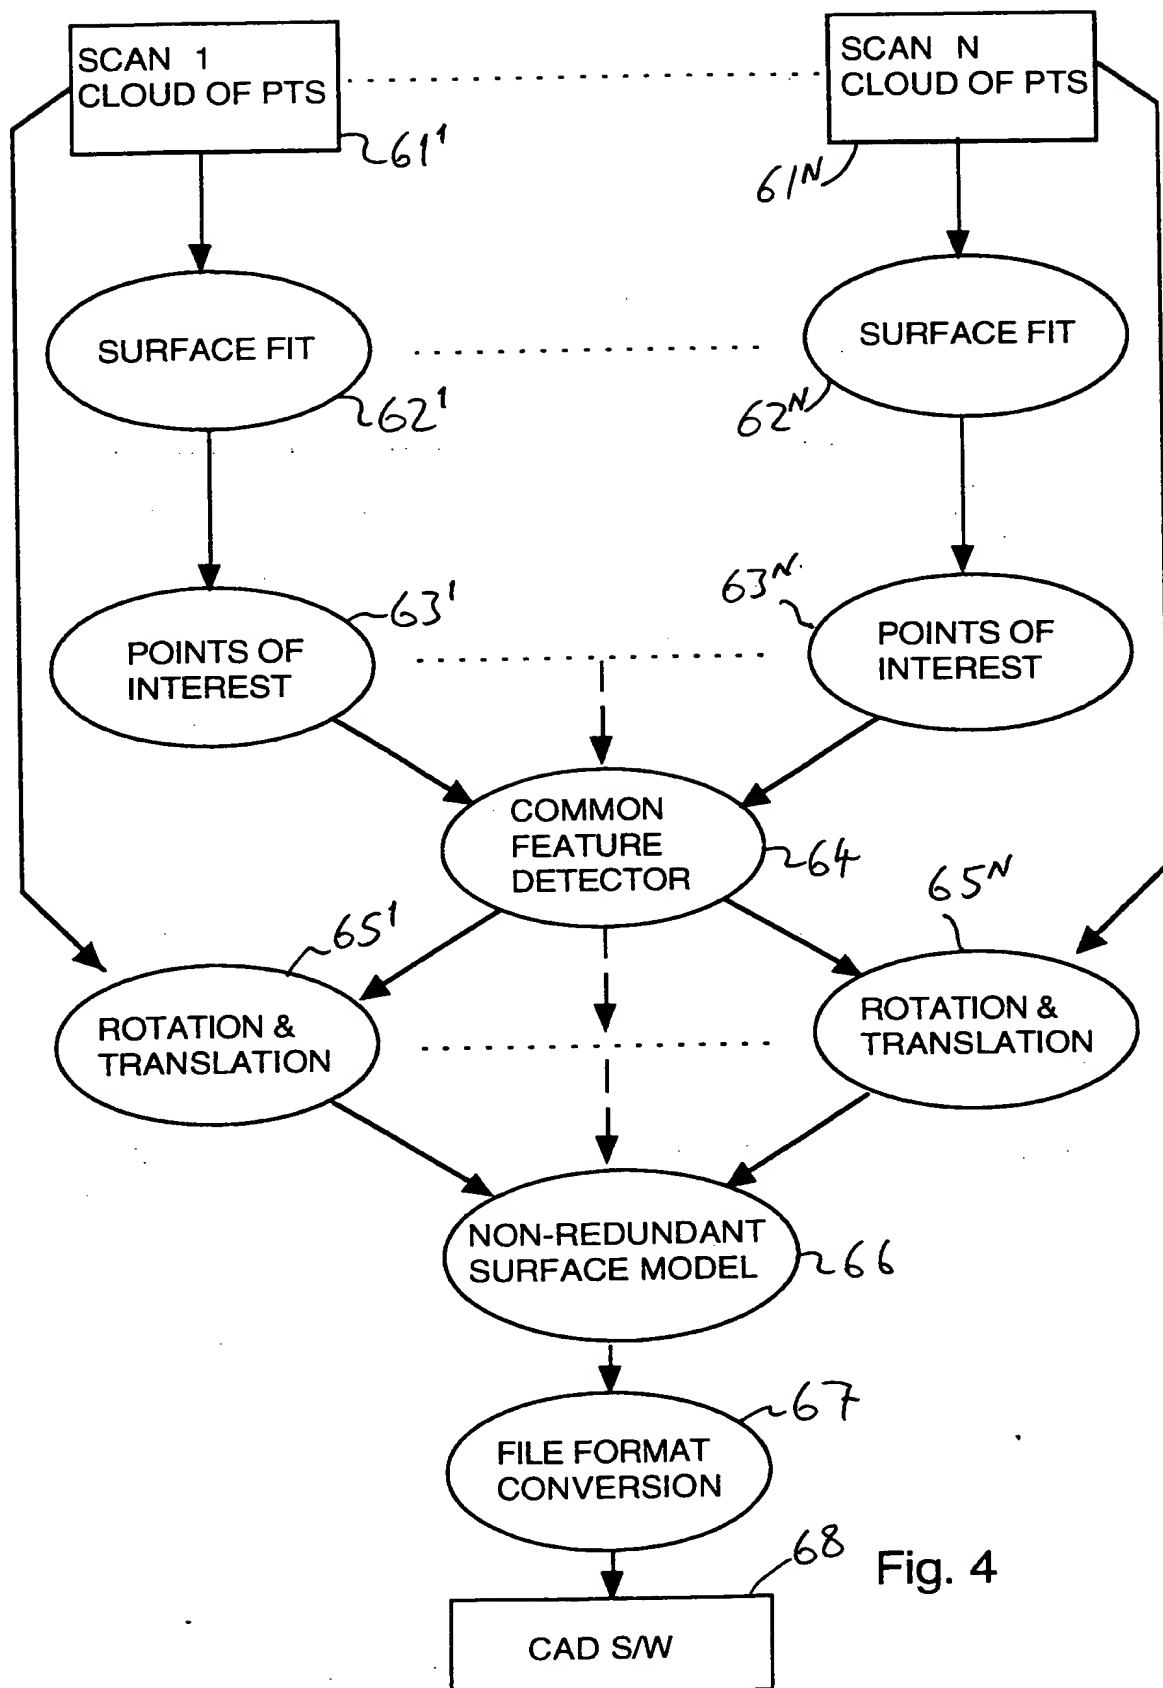 SCAN 1
CLOUD OF PTS
61¹
SCAN N
CLOUD OF PTS
61ᴺ
SURFACE FIT
62¹
SURFACE FIT
62ᴺ
POINTS OF
INTEREST
63¹
POINTS OF
INTEREST
63ᴺ
COMMON
FEATURE
DETECTOR
64
ROTATION &
TRANSLATION
65¹
ROTATION &
TRANSLATION
65ᴺ
NON-REDUNDANT
SURFACE MODEL
66
FILE FORMAT
CONVERSION
67
CAD S/W
68
Fig. 4